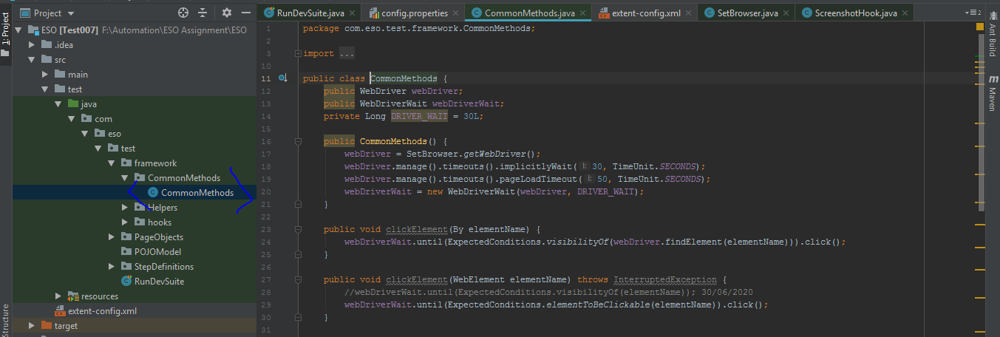 Project
RunDevSuite.java
config.properties
CommonMethods.java
extent-config.xml
SetBrowser.java
ScreenshotHook.java
2
1: Project
Structure
Ant Build
Maven
ESO [Test007] F:\Automation\ESO Assignment\ESO
.idea
src
main
test
java
com
eso
test
framework
CommonMethods
CommonMethods
Helpers
hooks
PageObjects
POJOModel
StepDefinitions
RunDevSuite
resources
extent-config.xml
target
1 package com.eso.test.framework.CommonMethods;
2
3 import ...
10
11 public class CommonMethods {
12 public WebDriver webDriver;
13 public WebDriverWait webDriverWait;
14 private Long DRIVER_WAIT = 30L;
15
16 public CommonMethods() {
17 webDriver = SetBrowser.getWebDriver();
18 webDriver.manage().timeouts().implicitlyWait( l: 30, TimeUnit.SECONDS);
19 webDriver.manage().timeouts().pageLoadTimeout( l: 50, TimeUnit.SECONDS);
20 webDriverWait = new WebDriverWait(webDriver, DRIVER_WAIT);
21 }
22
23 public void clickElement(By elementName) {
24 webDriverWait.until(ExpectedConditions.visibilityOf(webDriver.findElement(elementName))).click();
25 }
26
27 public void clickElement(WebElement elementName) throws InterruptedException {
28 //webDriverWait.until(ExpectedConditions.visibilityOf(elementName)); 30/06/2020
29 webDriverWait.until(ExpectedConditions.elementToBeClickable(elementName)).click();
30 }
31